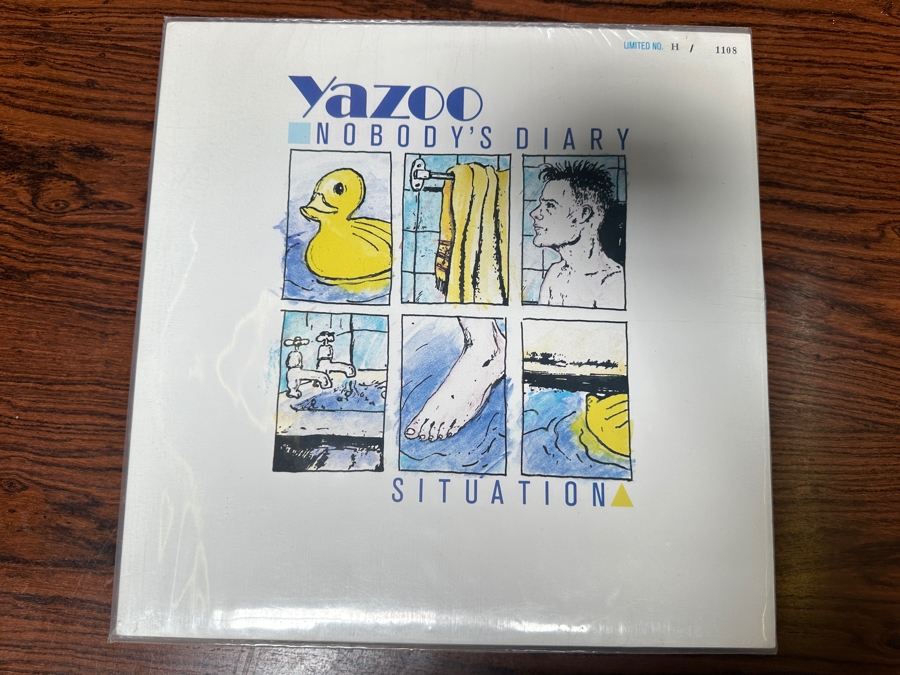 LIMITED NO. H / 1108
yazoo
NOBODY'S DIARY
SITUATION